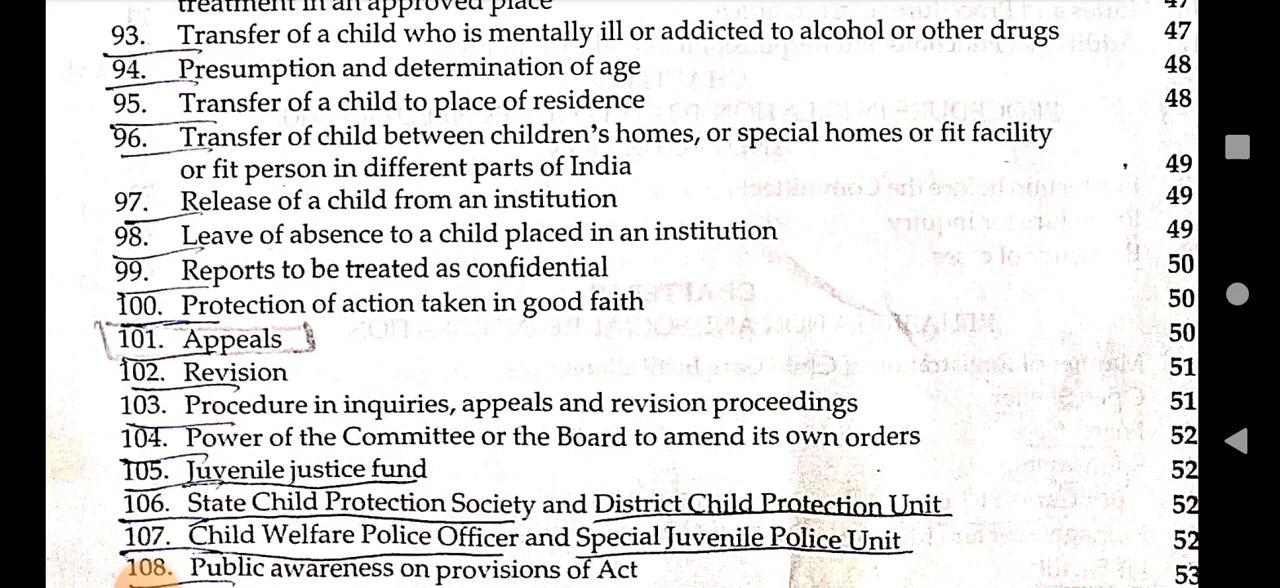 treatment in an approved place 47
93. Transfer of a child who is mentally ill or addicted to alcohol or other drugs 47
94. Presumption and determination of age 48
95. Transfer of a child to place of residence 48
96. Transfer of child between children's homes, or special homes or fit facility
or fit person in different parts of India 49
97. Release of a child from an institution 49
98. Leave of absence to a child placed in an institution 49
99. Reports to be treated as confidential 50
100. Protection of action taken in good faith 50
101. Appeals 50
102. Revision 51
103. Procedure in inquiries, appeals and revision proceedings 51
104. Power of the Committee or the Board to amend its own orders 52
105. Juvenile justice fund 52
106. State Child Protection Society and District Child Protection Unit 52
107. Child Welfare Police Officer and Special Juvenile Police Unit 52
108. Public awareness on provisions of Act 53